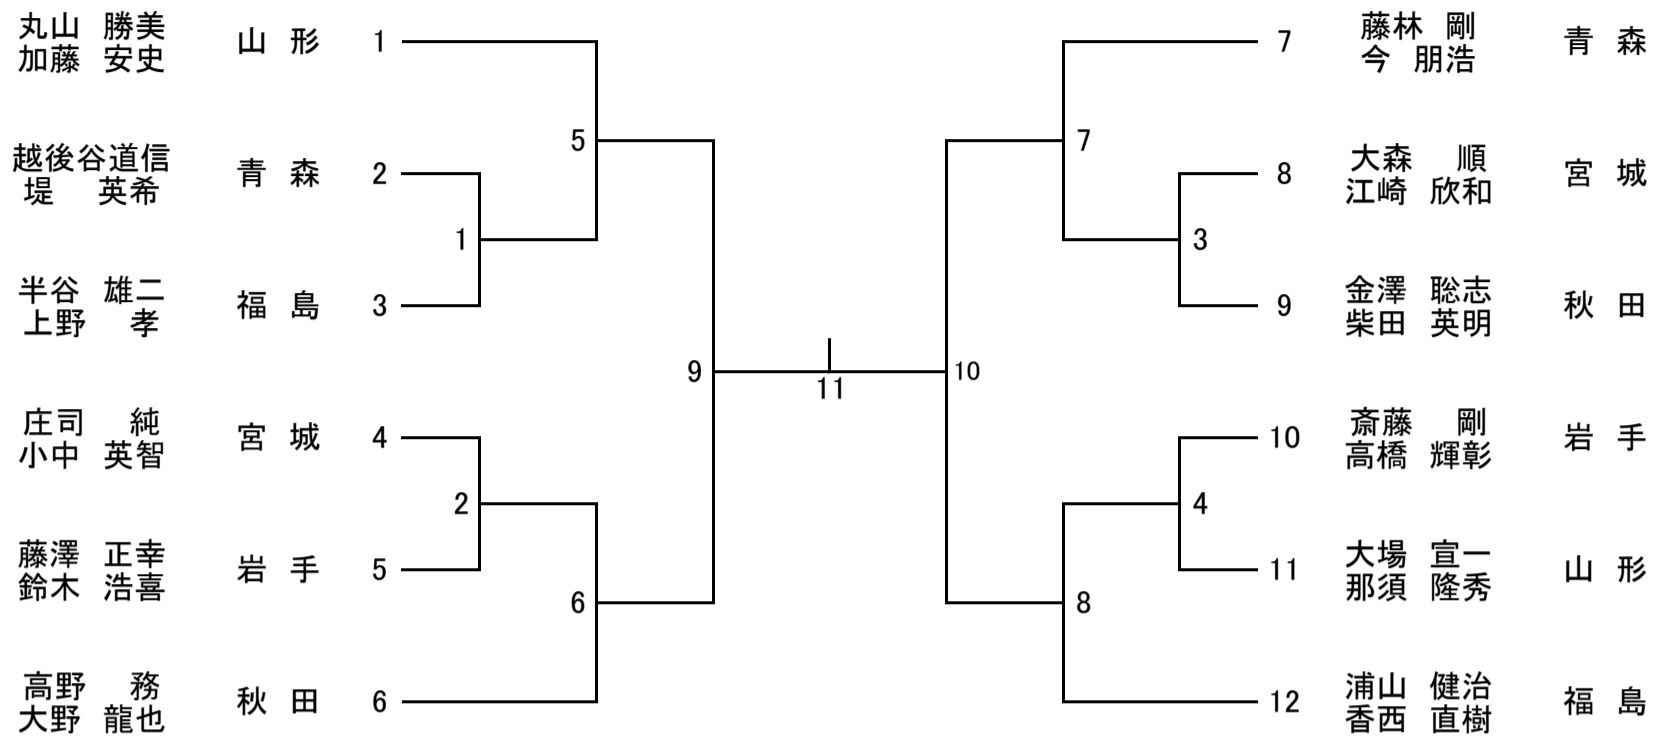 丸山 勝美
加藤 安史
山 形 1
越後谷道信
堤 英希
青 森 2
半谷 雄二
上野 孝
福 島 3
庄司 純
小中 英智
宮 城 4
藤澤 正幸
鈴木 浩喜
岩 手 5
高野 務
大野 龍也
秋 田 6
1
2
5
6
9
11
10
7
8
3
4
7
藤林 剛
今 朋浩
青 森
8
大森 順
江崎 欣和
宮 城
9
金澤 聡志
柴田 英明
秋 田
10
斎藤 剛
高橋 輝彰
岩 手
11
大場 宣一
那須 隆秀
山 形
12
浦山 健治
香西 直樹
福 島